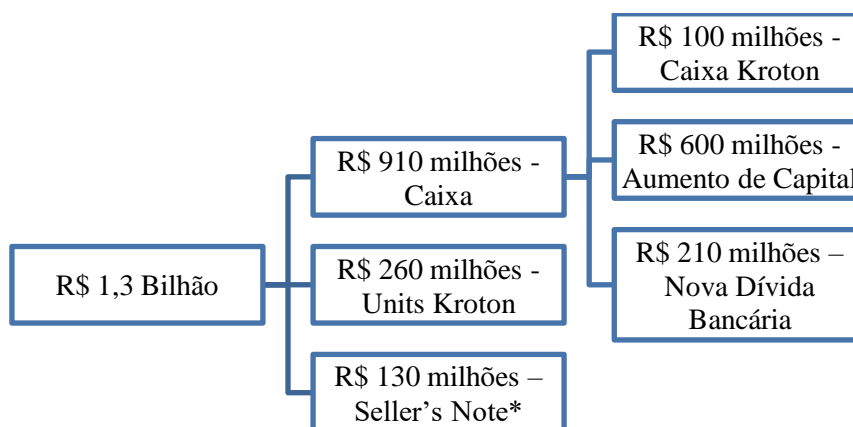 R$ 1,3 Bilhão
R$ 910 milhões -
Caixa
R$ 260 milhões -
Units Kroton
R$ 130 milhões –
Seller’s Note*
R$ 100 milhões -
Caixa Kroton
R$ 600 milhões -
Aumento de Capital
R$ 210 milhões –
Nova Dívida
Bancária